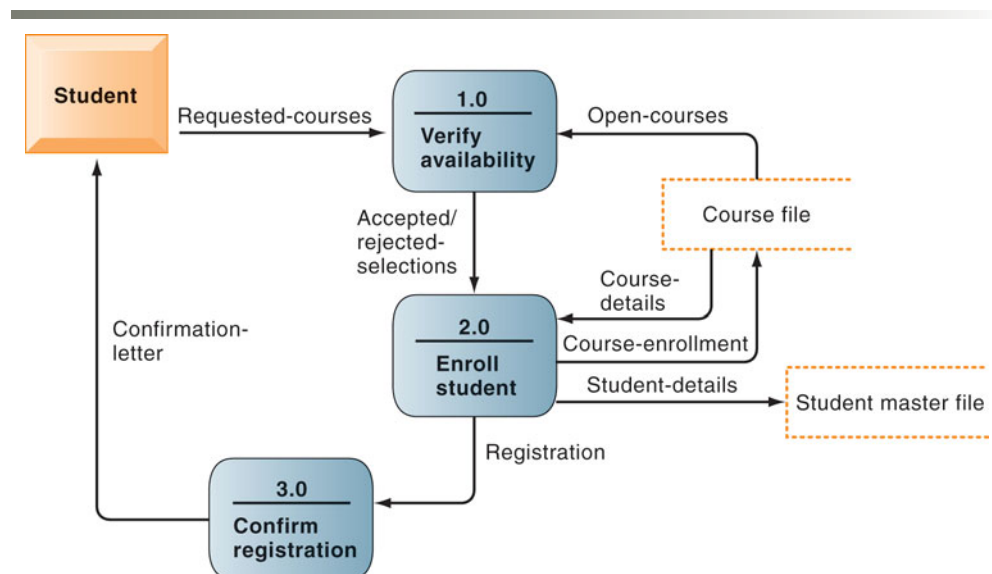 Student
Requested-courses
1.0
Verify
availability
Open-courses
Course file
Accepted/
rejected-
selections
Course-
details
2.0
Enroll
student
Course-enrollment
Student-details
Student master file
Confirmation-
letter
Registration
3.0
Confirm
registration